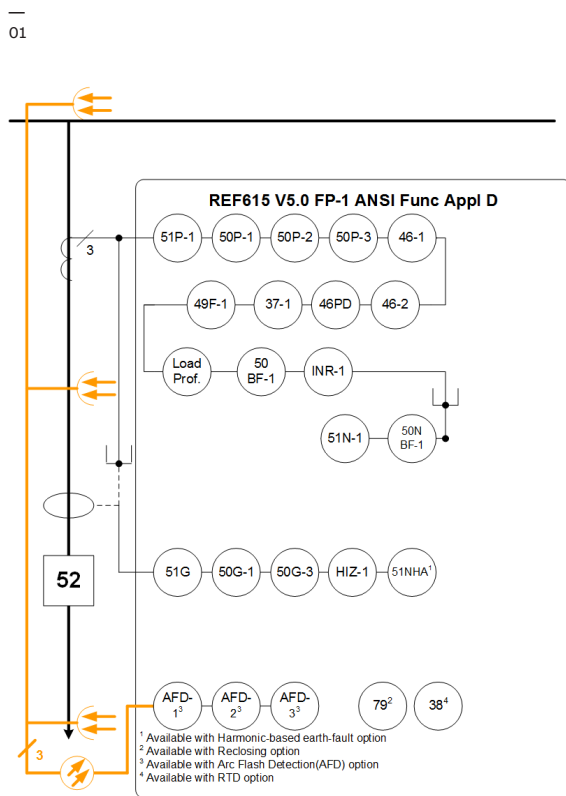 01
REF615 V5.0 FP-1 ANSI Func Appl D
3
51P-1
50P-1
50P-2
50P-3
46-1
49F-1
37-1
46PD
46-2
Load
Prof.
50
BF-1
INR-1
51N-1
50N
BF-1
52
51G
50G-1
50G-3
HIZ-1
51NHA¹
AFD-
1³
AFD-
2³
AFD-
3³
79²
38⁴
3
¹ Available with Harmonic-based earth-fault option
² Available with Reclosing option
³ Available with Arc Flash Detection(AFD) option
⁴ Available with RTD option